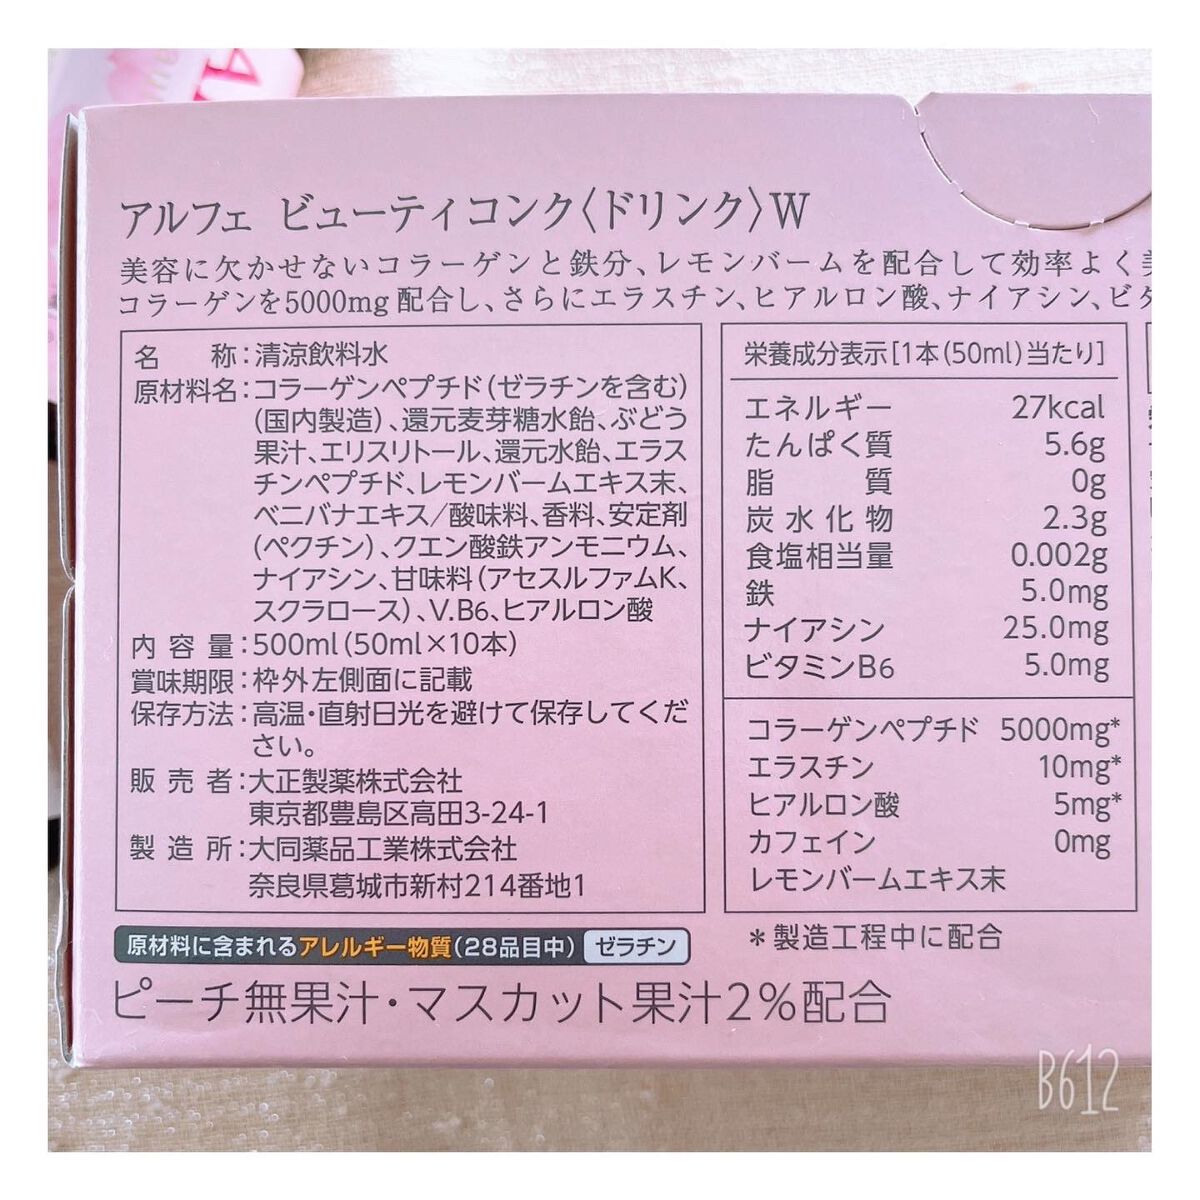 アルフェ ビューティコンク〈ドリンク〉W
美容に欠かせないコラーゲンと鉄分、レモンバームを配合して効率よく
コラーゲンを5000mg配合し、さらにエラスチン、ヒアルロン酸、ナイアシン、ビタ
名 称:清涼飲料水
原材料名:コラーゲンペプチド(ゼラチンを含む)
(国内製造)、還元麦芽糖水飴、ぶどう
果汁、エリスリトール、還元水飴、エラス
チンペプチド、レモンバームエキス末、
ベニバナエキス/酸味料、香料、安定剤
(ペクチン)、クエン酸鉄アンモニウム、
ナイアシン、甘味料(アセスルファムK、
スクラロース)、V.B6、ヒアルロン酸
内容量:500ml(50ml×10本)
賞味期限:枠外左側面に記載
保存方法:高温・直射日光を避けて保存してくだ
さい。
販売者:大正製薬株式会社
東京都豊島区高田3-24-1
製造所:大同薬品工業株式会社
奈良県葛城市新村214番地1
栄養成分表示[1本(50ml)当たり]
エネルギー 27kcal
たんぱく質 5.6g
脂質 0g
炭水化物 2.3g
食塩相当量 0.002g
鉄 5.0mg
ナイアシン 25.0mg
ビタミンB6 5.0mg
コラーゲンペプチド 5000mg*
エラスチン 10mg*
ヒアルロン酸 5mg*
カフェイン 0mg
レモンバームエキス末
*製造工程中に配合
原材料に含まれるアレルギー物質(28品目中) ゼラチン
ピーチ無果汁・マスカット果汁2%配合
B612